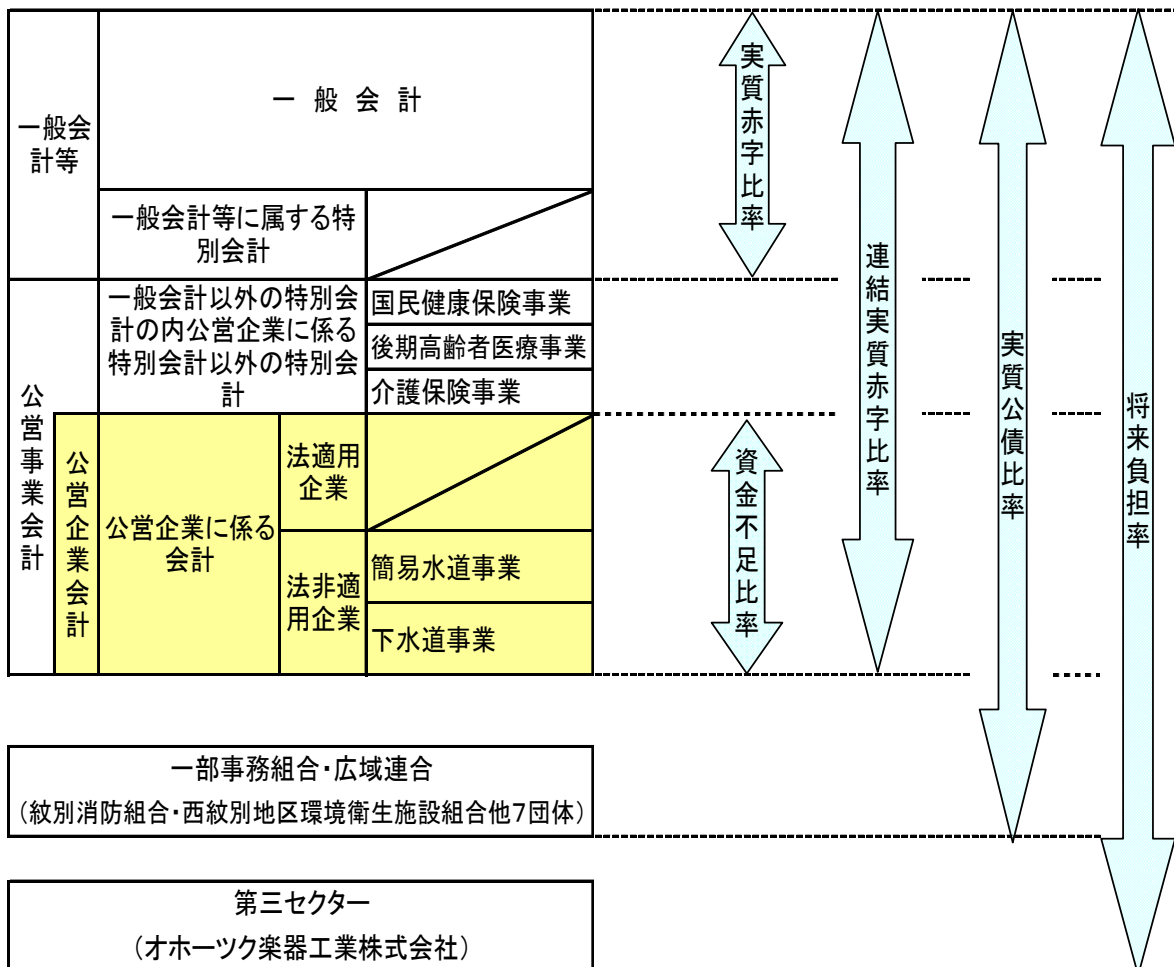 一般会
計等
一 般 会 計
一般会計等に属する特
別会計
公営事業会計
一般会計以外の特別会
計の内公営企業に係る
特別会計以外の特別会
計
国民健康保険事業
後期高齢者医療事業
介護保険事業
公営企業会計
公営企業に係る
会計
法適用
企業
法非適
用企業
簡易水道事業
下水道事業
実質赤字比率
資金不足比率
連結実質赤字比率
実質公債比率
将来負担率
一部事務組合・広域連合
（紋別消防組合・西紋別地区環境衛生施設組合他7団体）
第三セクター
（オホーツク楽器工業株式会社）